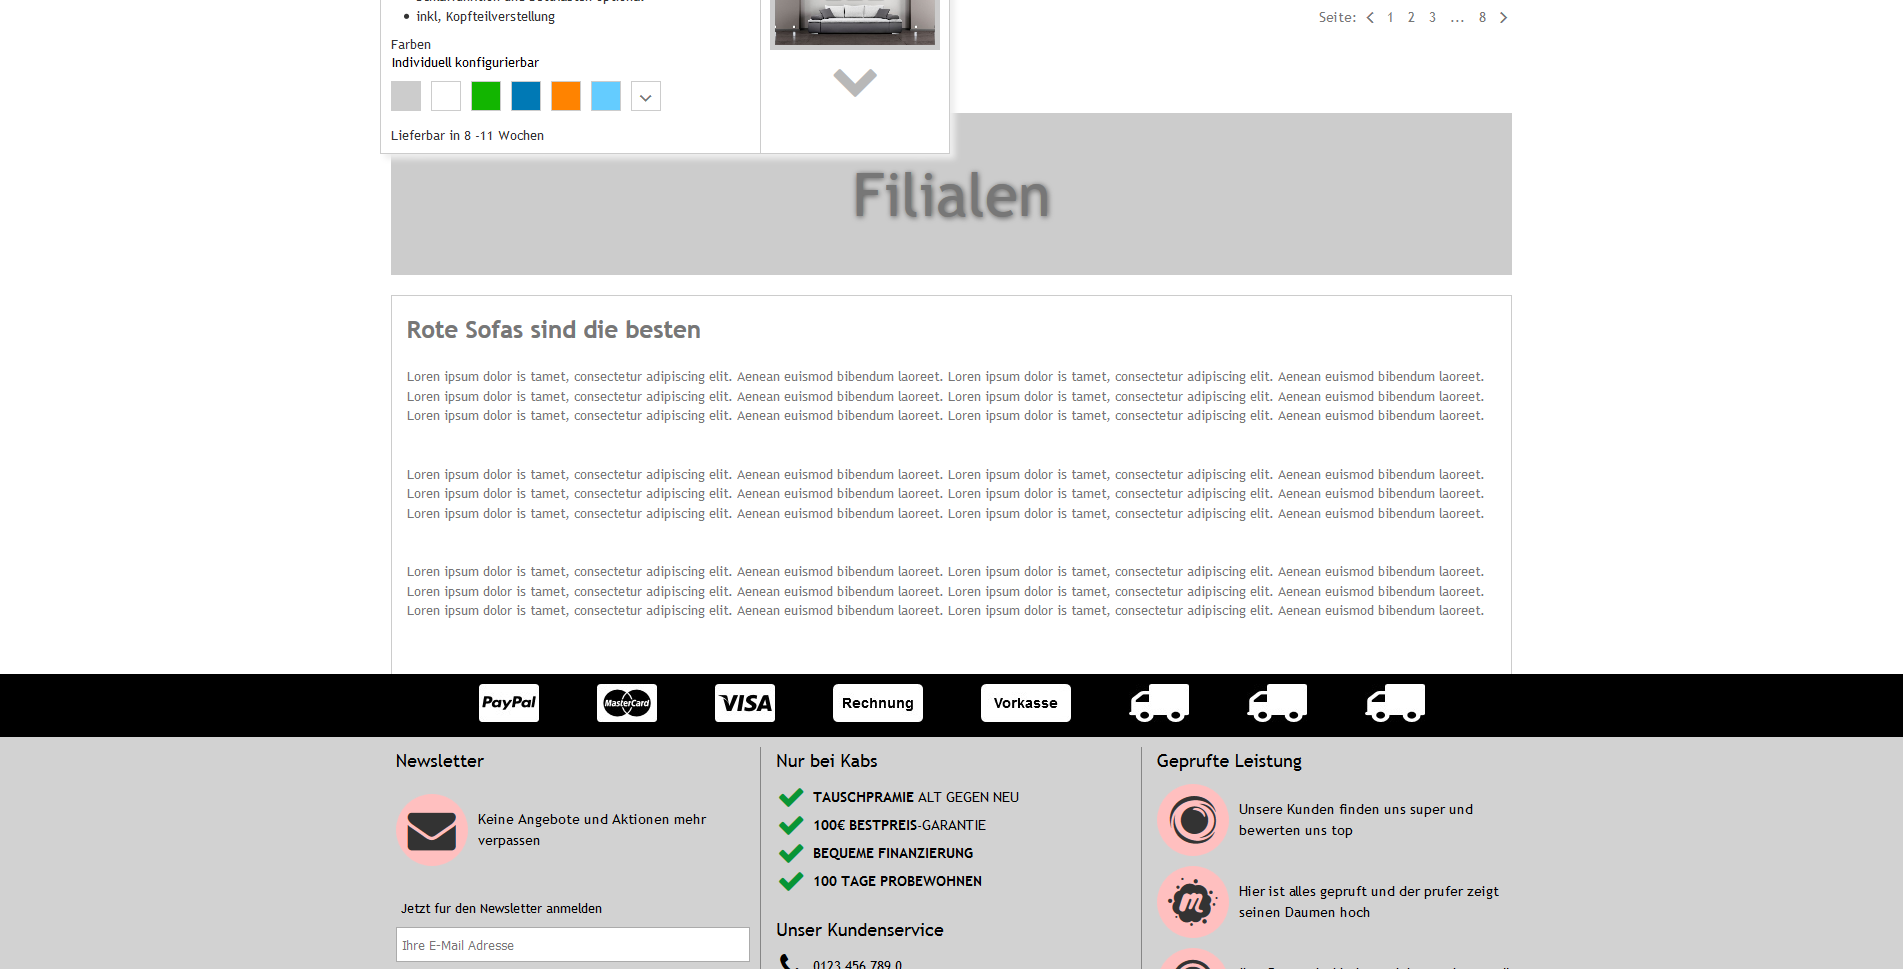 inkl, Kopfteilverstellung
Farben
Individuell konfigurierbar
Lieferbar in 8 -11 Wochen
Seite: 1 2 3 ... 8
Filialen
Rote Sofas sind die besten
Loren ipsum dolor is tamet, consectetur adipiscing elit. Aenean euismod bibendum laoreet. Loren ipsum dolor is tamet, consectetur adipiscing elit. Aenean euismod bibendum laoreet.
Loren ipsum dolor is tamet, consectetur adipiscing elit. Aenean euismod bibendum laoreet. Loren ipsum dolor is tamet, consectetur adipiscing elit. Aenean euismod bibendum laoreet.
Loren ipsum dolor is tamet, consectetur adipiscing elit. Aenean euismod bibendum laoreet. Loren ipsum dolor is tamet, consectetur adipiscing elit. Aenean euismod bibendum laoreet.
Loren ipsum dolor is tamet, consectetur adipiscing elit. Aenean euismod bibendum laoreet. Loren ipsum dolor is tamet, consectetur adipiscing elit. Aenean euismod bibendum laoreet.
Loren ipsum dolor is tamet, consectetur adipiscing elit. Aenean euismod bibendum laoreet. Loren ipsum dolor is tamet, consectetur adipiscing elit. Aenean euismod bibendum laoreet.
Loren ipsum dolor is tamet, consectetur adipiscing elit. Aenean euismod bibendum laoreet. Loren ipsum dolor is tamet, consectetur adipiscing elit. Aenean euismod bibendum laoreet.
Loren ipsum dolor is tamet, consectetur adipiscing elit. Aenean euismod bibendum laoreet. Loren ipsum dolor is tamet, consectetur adipiscing elit. Aenean euismod bibendum laoreet.
Loren ipsum dolor is tamet, consectetur adipiscing elit. Aenean euismod bibendum laoreet. Loren ipsum dolor is tamet, consectetur adipiscing elit. Aenean euismod bibendum laoreet.
Loren ipsum dolor is tamet, consectetur adipiscing elit. Aenean euismod bibendum laoreet. Loren ipsum dolor is tamet, consectetur adipiscing elit. Aenean euismod bibendum laoreet.
PayPal MasterCard VISA Rechnung Vorkasse
Newsletter
Keine Angebote und Aktionen mehr
verpassen
Jetzt fur den Newsletter anmelden
Ihre E-Mail Adresse
Nur bei Kabs
TAUSCHPRAMIE ALT GEGEN NEU
100€ BESTPREIS-GARANTIE
BEQUEME FINANZIERUNG
100 TAGE PROBEWOHNEN
Unser Kundenservice
0123 456 789 0
Geprufte Leistung
Unsere Kunden finden uns super und
bewerten uns top
m
Hier ist alles gepruft und der prufer zeigt
seinen Daumen hoch